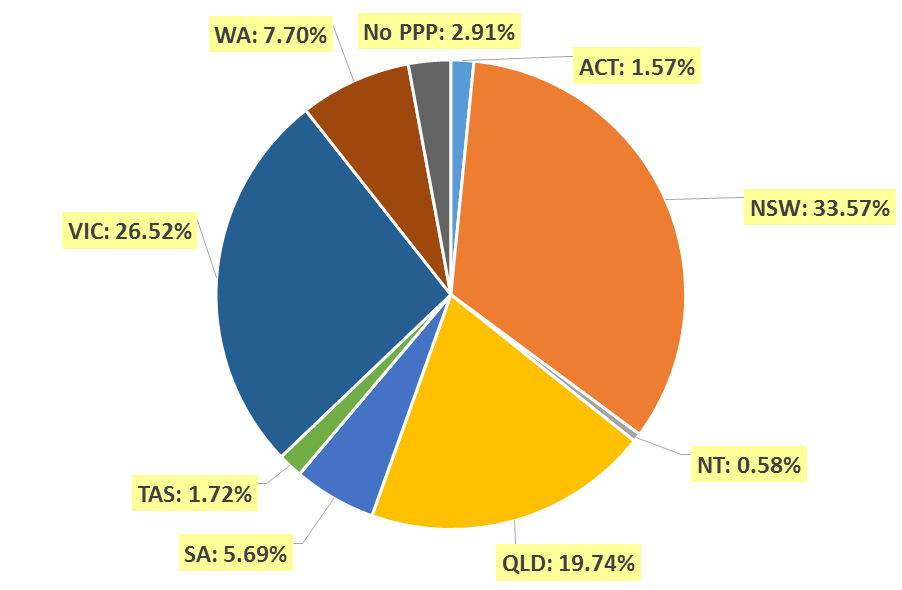 WA: 7.70%
No PPP: 2.91%
ACT: 1.57%
NSW: 33.57%
VIC: 26.52%
NT: 0.58%
TAS: 1.72%
SA: 5.69%
QLD: 19.74%